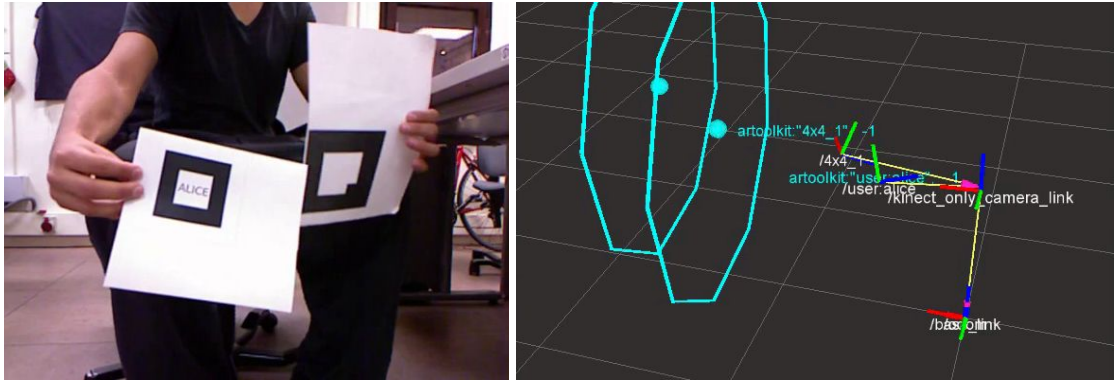 ALICE
artoolkit:"4x4_1" -1
/4x4_1
artoolkit:"user:alice" -1
/user:alice
/kinect_only_camera_link